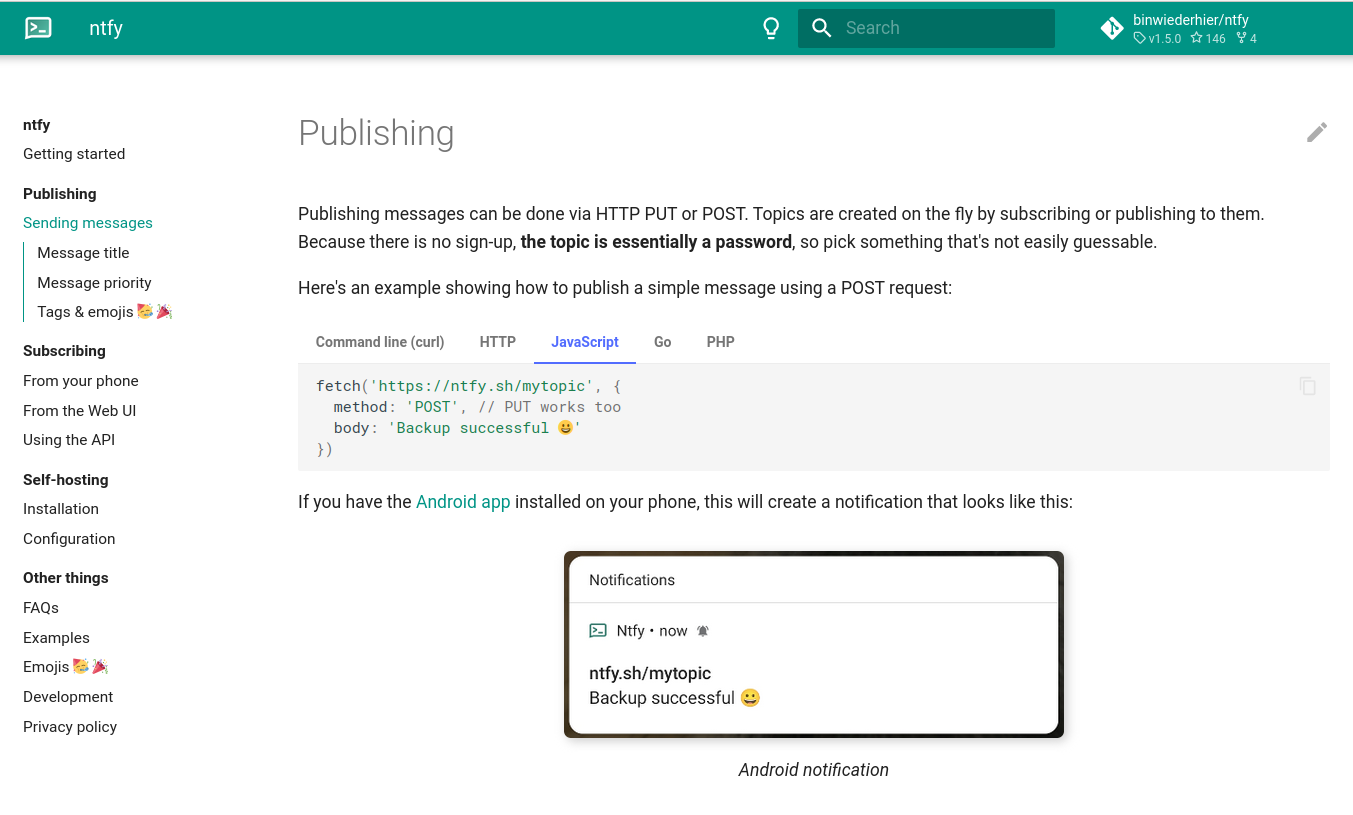 ntfy
Search
binwiederhier/ntfy
v1.5.0 146 4
ntfy
Getting started
Publishing
Sending messages
Message title
Message priority
Tags & emojis 🥳 🎉
Subscribing
From your phone
From the Web UI
Using the API
Self-hosting
Installation
Configuration
Other things
FAQs
Examples
Emojis 🥳 🎉
Development
Privacy policy
Publishing
Publishing messages can be done via HTTP PUT or POST. Topics are created on the fly by subscribing or publishing to them.
Because there is no sign-up, the topic is essentially a password, so pick something that's not easily guessable.
Here's an example showing how to publish a simple message using a POST request:
Command line (curl) HTTP JavaScript Go PHP
fetch('https://ntfy.sh/mytopic', {
  method: 'POST', // PUT works too
  body: 'Backup successful 😀'
})
If you have the Android app installed on your phone, this will create a notification that looks like this:
Notifications
Ntfy • now
ntfy.sh/mytopic
Backup successful 😀
Android notification